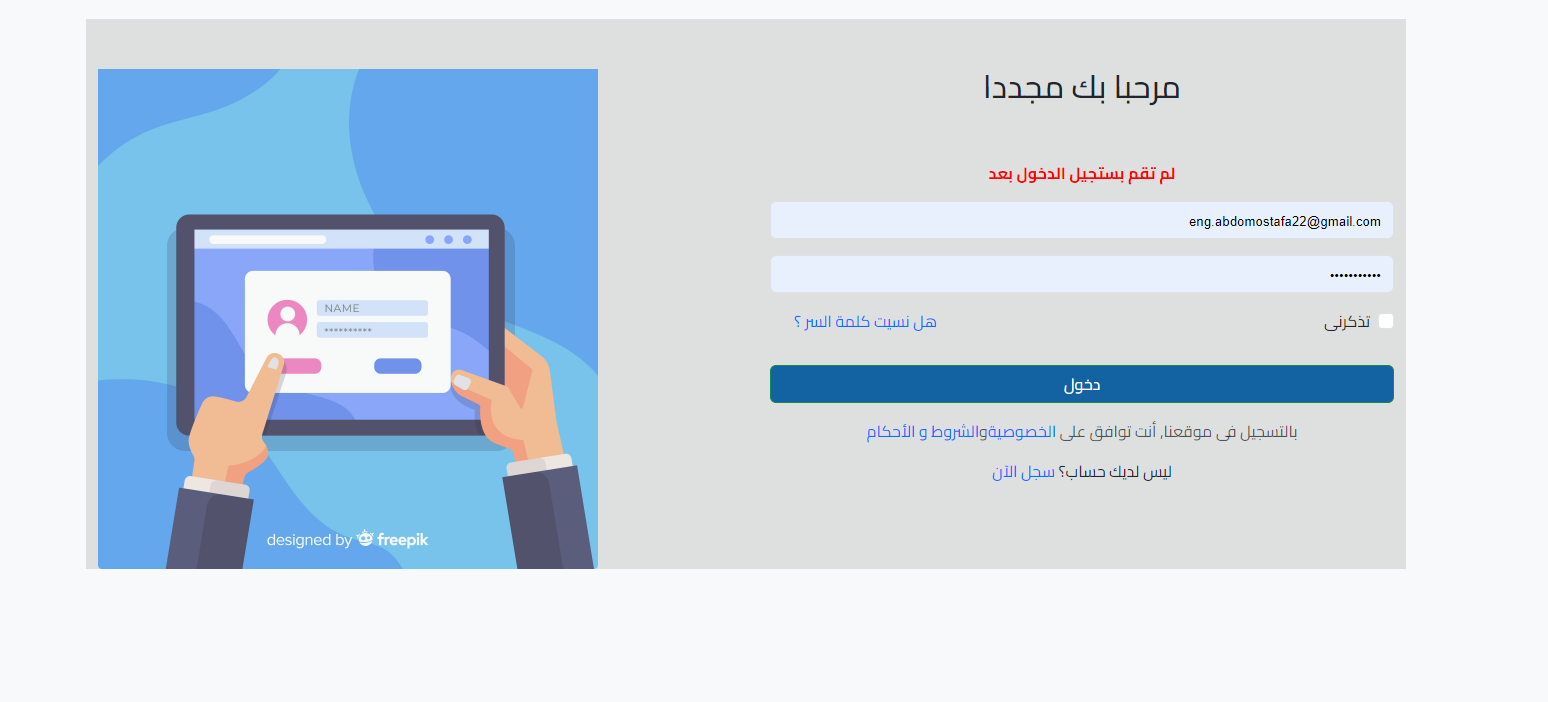 مرحبا بك مجددا
لم تقم بستجيل الدخول بعد
eng.abdomostafa22@gmail.com
•••••••••••
تذكرنى
هل نسيت كلمة السر ؟
دخول
بالتسجيل فى موقعنا, أنت توافق على الخصوصيةوالشروط و الأحكام
ليس لديك حساب؟ سجل الآن
NAME
**********
designed by freepik